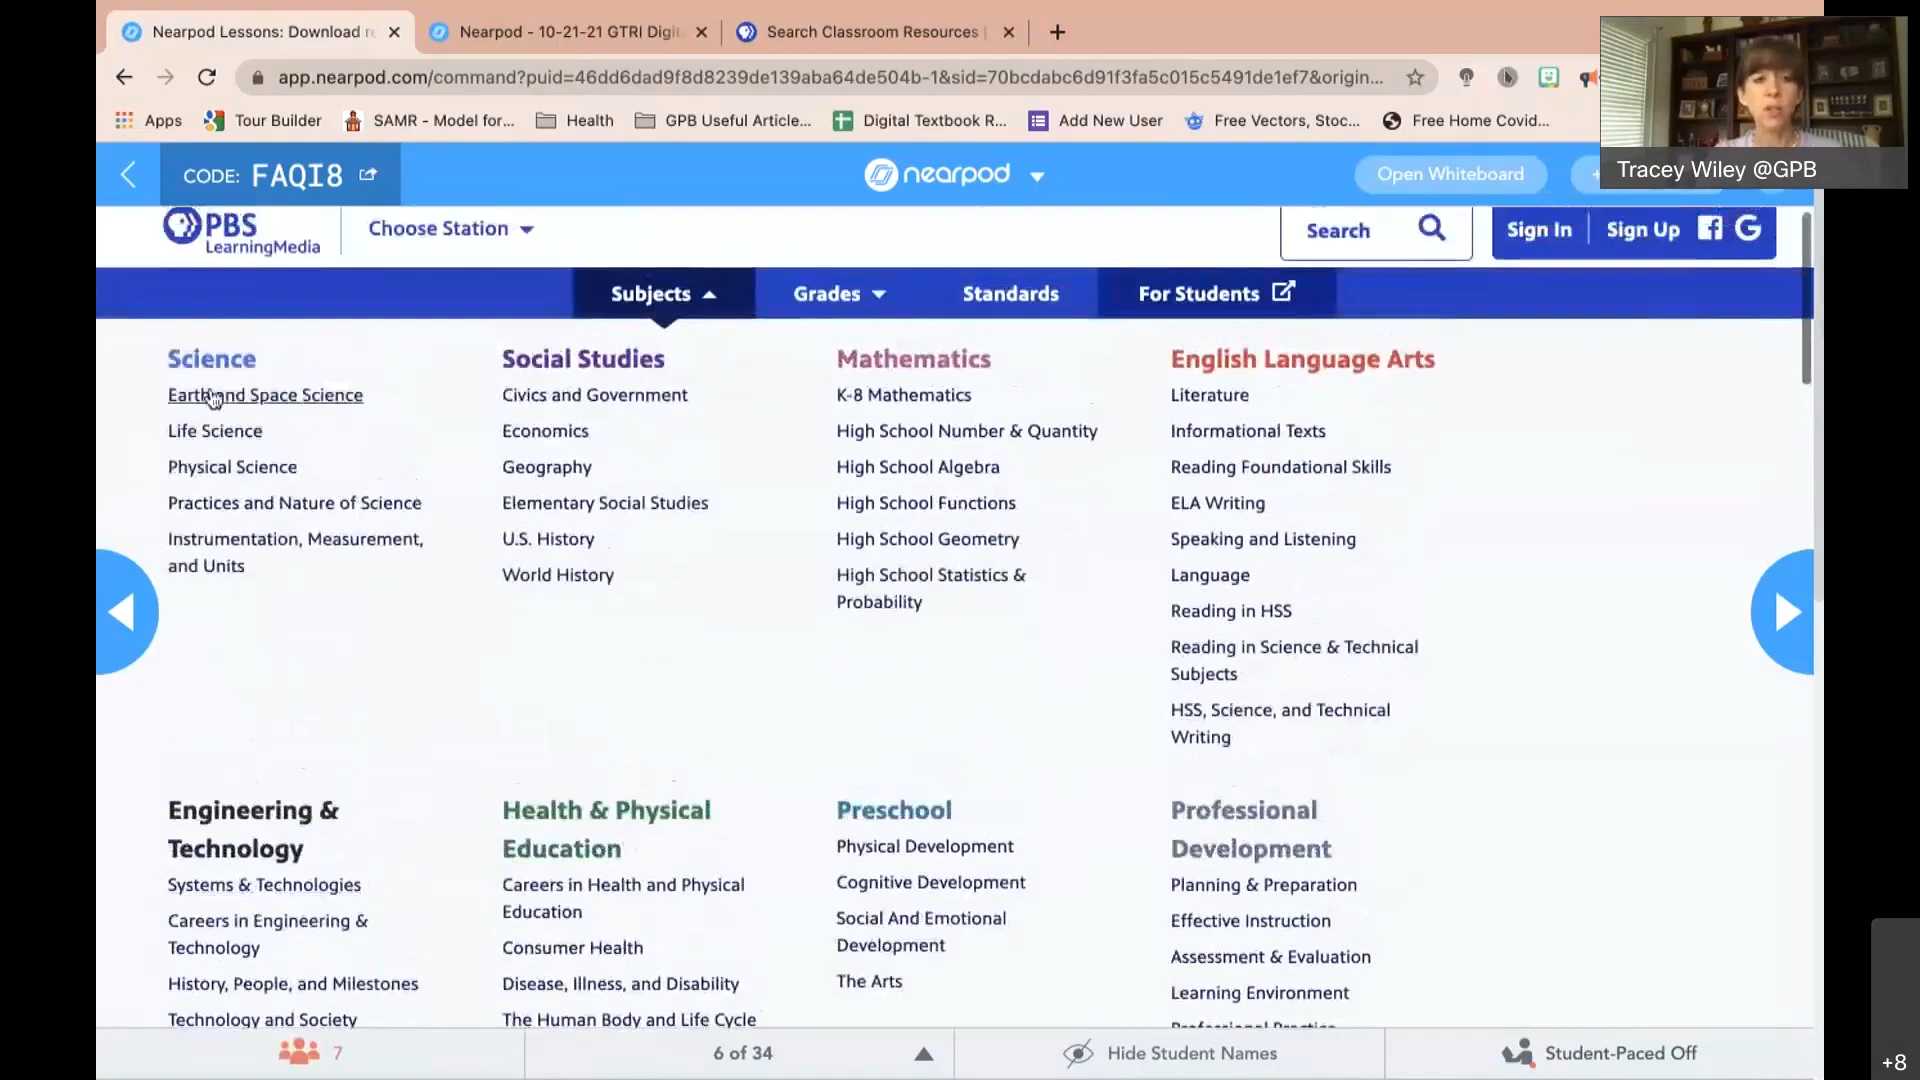 Nearpod Lessons: Download r
Nearpod - 10-21-21 GTRI Digit
Search Classroom Resources |
app.nearpod.com/command?puid=46dd6dad9f8d8239de139aba64de504b-1&sid=70bcdabc6d91f3fa5c015c5491de1ef7&origin...
Apps
Tour Builder
SAMR - Model for...
Health
GPB Useful Article...
Digital Textbook R...
Add New User
Free Vectors, Stoc...
Free Home Covid...
Tracey Wiley @GPB
CODE: FAQI8
nearpod
Open Whiteboard
PBS
LearningMedia
Choose Station
Search
Sign In
Sign Up
Subjects
Grades
Standards
For Students
Science
Earth and Space Science
Life Science
Physical Science
Practices and Nature of Science
Instrumentation, Measurement,
and Units
Social Studies
Civics and Government
Economics
Geography
Elementary Social Studies
U.S. History
World History
Mathematics
K-8 Mathematics
High School Number & Quantity
High School Algebra
High School Functions
High School Geometry
High School Statistics &
Probability
English Language Arts
Literature
Informational Texts
Reading Foundational Skills
ELA Writing
Speaking and Listening
Language
Reading in HSS
Reading in Science & Technical
Subjects
HSS, Science, and Technical
Writing
Engineering &
Technology
Systems & Technologies
Careers in Engineering &
Technology
History, People, and Milestones
Technology and Society
Health & Physical
Education
Careers in Health and Physical
Education
Consumer Health
Disease, Illness, and Disability
The Human Body and Life Cycle
Preschool
Physical Development
Cognitive Development
Social And Emotional
Development
The Arts
Professional
Development
Planning & Preparation
Effective Instruction
Assessment & Evaluation
Learning Environment
Professional Practice
7
6 of 34
Hide Student Names
Student-Paced Off
+8